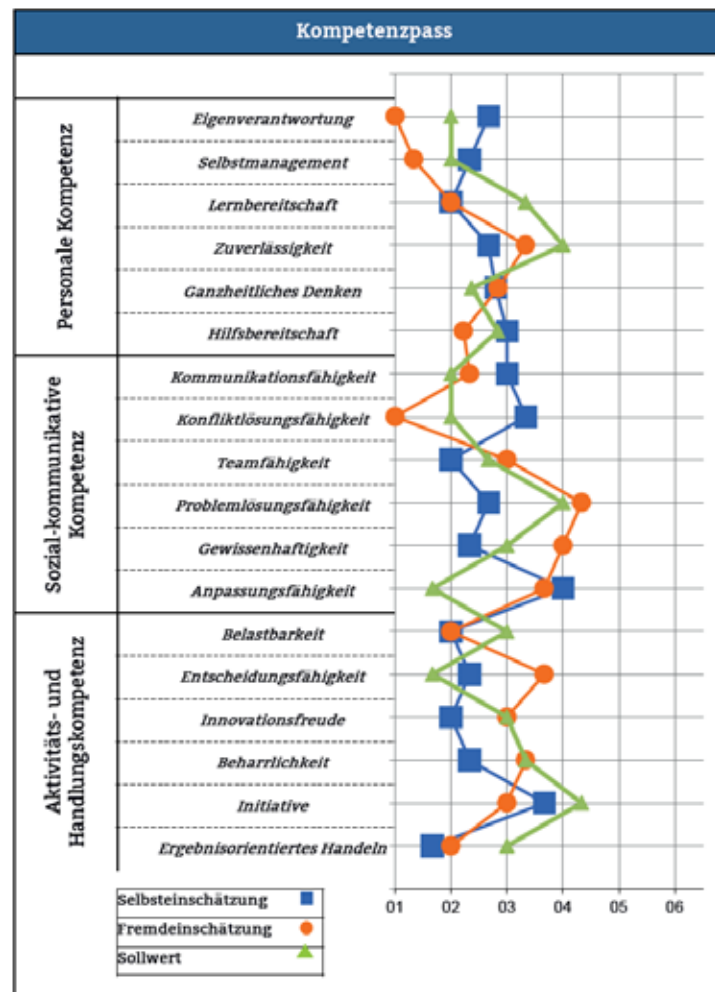 Kompetenzpass
Personale Kompetenz
Eigenverantwortung
Selbstmanagement
Lernbereitschaft
Zuverlässigkeit
Ganzheitliches Denken
Hilfsbereitschaft
Sozial-kommunikative
Kompetenz
Kommunikationsfähigkeit
Konfliktlösungsfähigkeit
Teamfähigkeit
Problemlösungsfähigkeit
Gewissenhaftigkeit
Anpassungsfähigkeit
Aktivitäts- und
Handlungskompetenz
Belastbarkeit
Entscheidungsfähigkeit
Innovationsfreude
Beharrlichkeit
Initiative
Ergebnisorientiertes Handeln
01 02 03 04 05 06
Selbsteinschätzung
Fremdeinschätzung
Sollwert